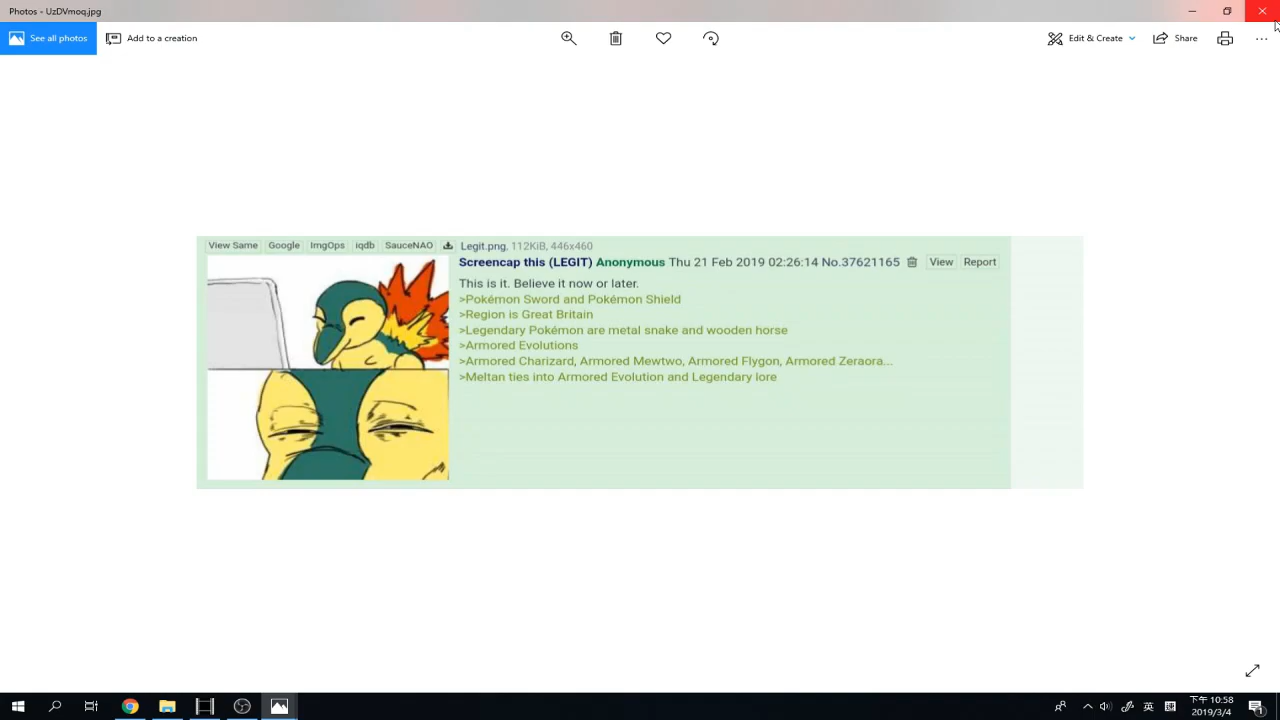 Photos - UzDVmoq.jpg
See all photos
Add to a creation
Edit & Create
Share
View Same Google ImgOps iqdb SauceNAO Legit.png, 112KiB, 446x460
Screencap this (LEGIT) Anonymous Thu 21 Feb 2019 02:26:14 No.37621165 View Report
This is it. Believe it now or later.
>Pokémon Sword and Pokémon Shield
>Region is Great Britain
>Legendary Pokémon are metal snake and wooden horse
>Armored Evolutions
>Armored Charizard, Armored Mewtwo, Armored Flygon, Armored Zeraora...
>Meltan ties into Armored Evolution and Legendary lore
英
下午 10:58
2019/3/4